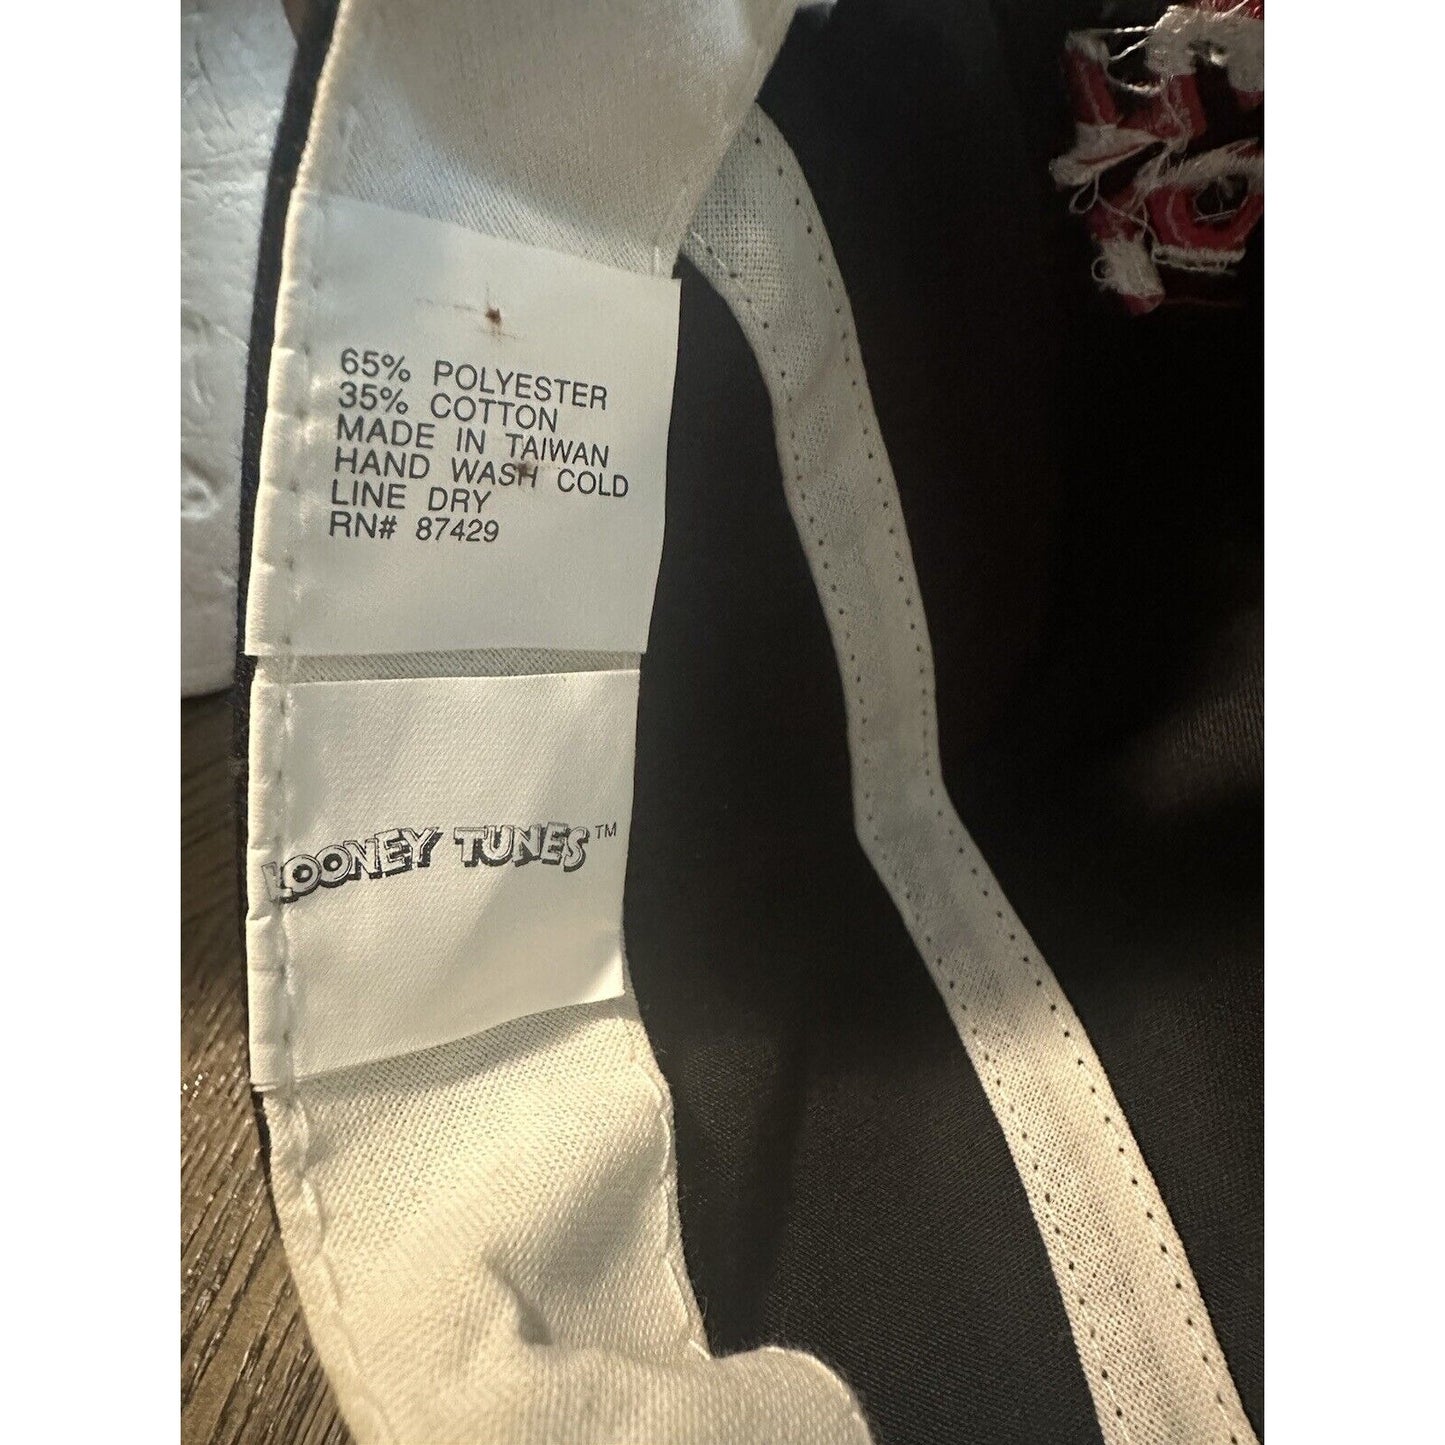 65% POLYESTER
35% COTTON
MADE IN TAIWAN
HAND WASH COLD
LINE DRY
RN# 87429
LOONEY TUNES™